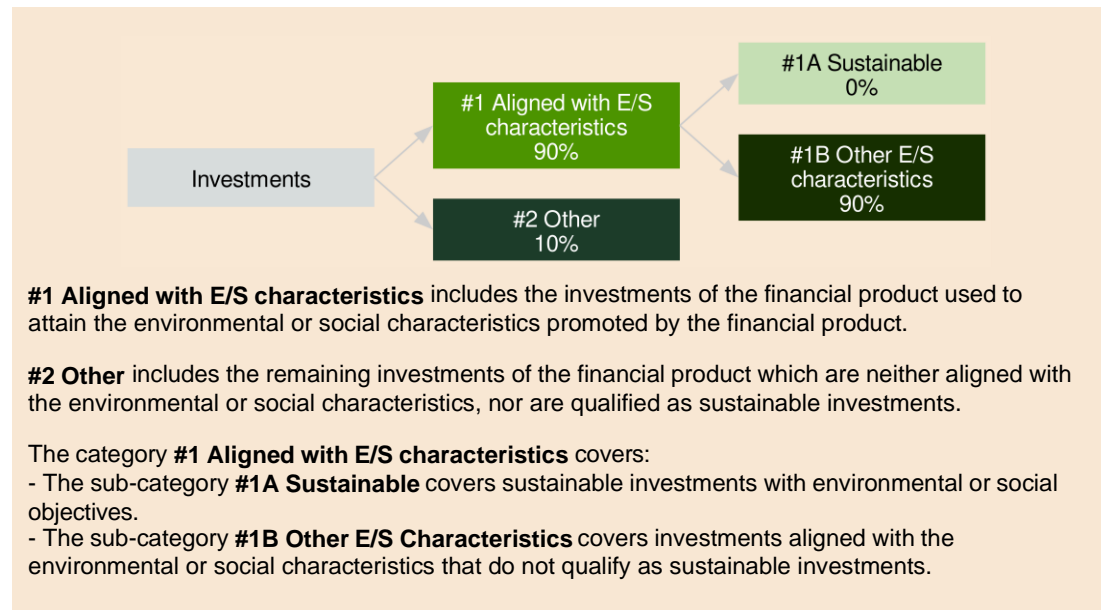 Investments
#1 Aligned with E/S
characteristics
90%
#2 Other
10%
#1A Sustainable
0%
#1B Other E/S
characteristics
90%
#1 Aligned with E/S characteristics includes the investments of the financial product used to
attain the environmental or social characteristics promoted by the financial product.
#2 Other includes the remaining investments of the financial product which are neither aligned with
the environmental or social characteristics, nor are qualified as sustainable investments.
The category #1 Aligned with E/S characteristics covers:
- The sub-category #1A Sustainable covers sustainable investments with environmental or social
objectives.
- The sub-category #1B Other E/S Characteristics covers investments aligned with the
environmental or social characteristics that do not qualify as sustainable investments.